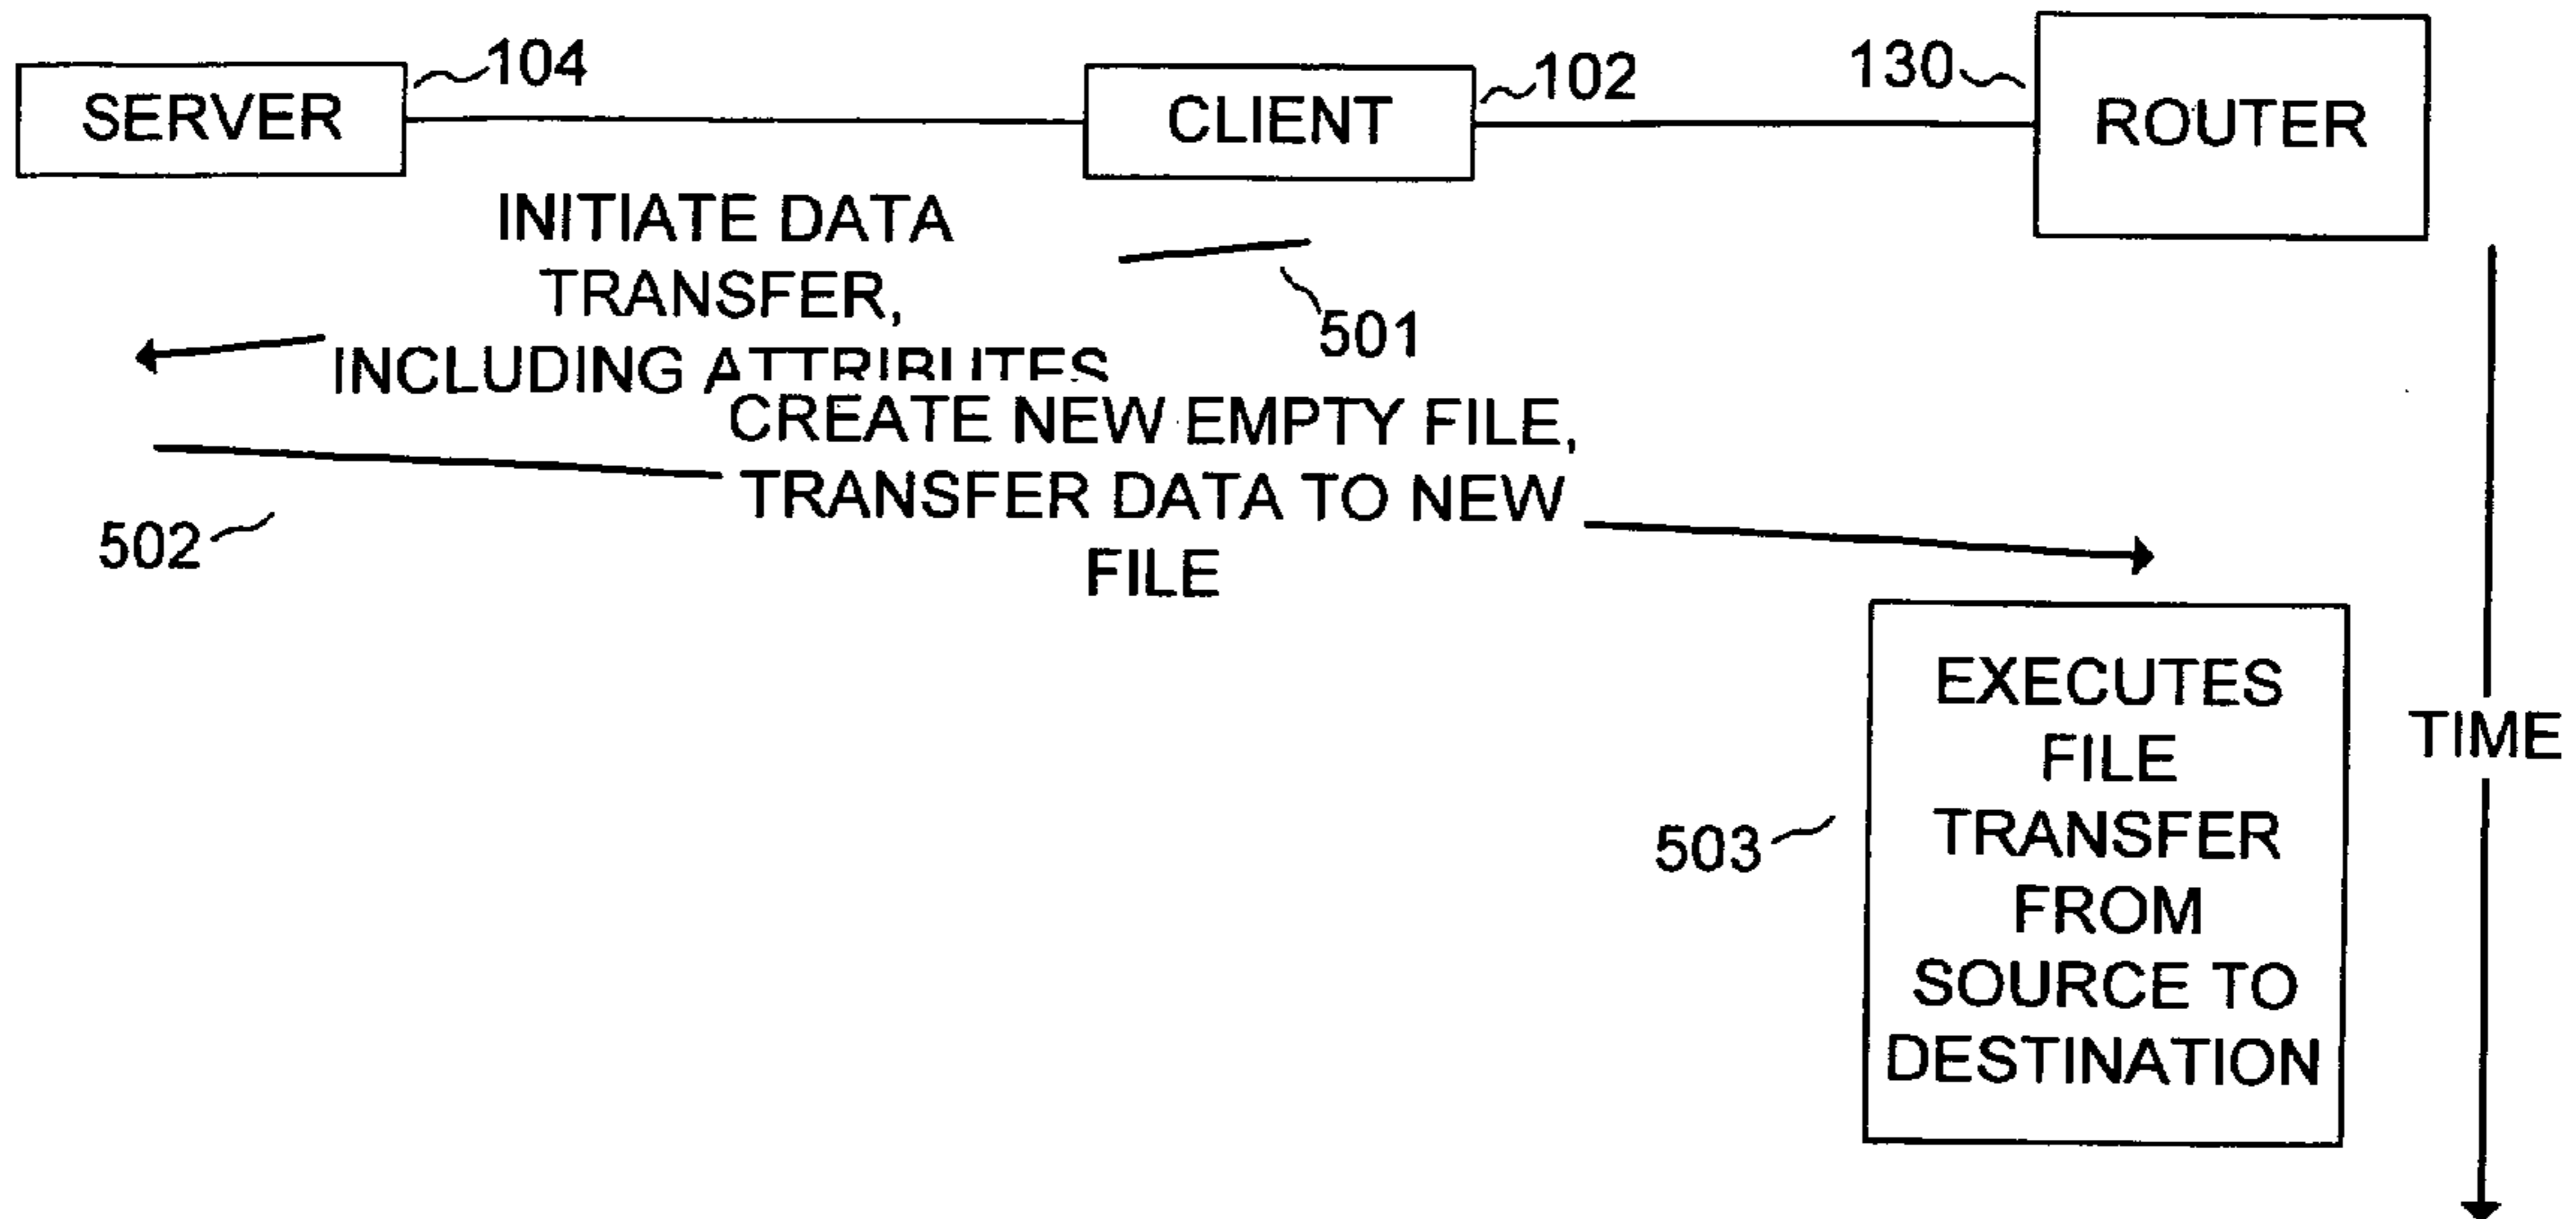 SERVER
104
CLIENT
102
130
ROUTER
INITIATE DATA
TRANSFER,
INCLUDING ATTRIBUTES
501
CREATE NEW EMPTY FILE,
TRANSFER DATA TO NEW
FILE
502
EXECUTES
FILE
TRANSFER
FROM
SOURCE TO
DESTINATION
503
TIME